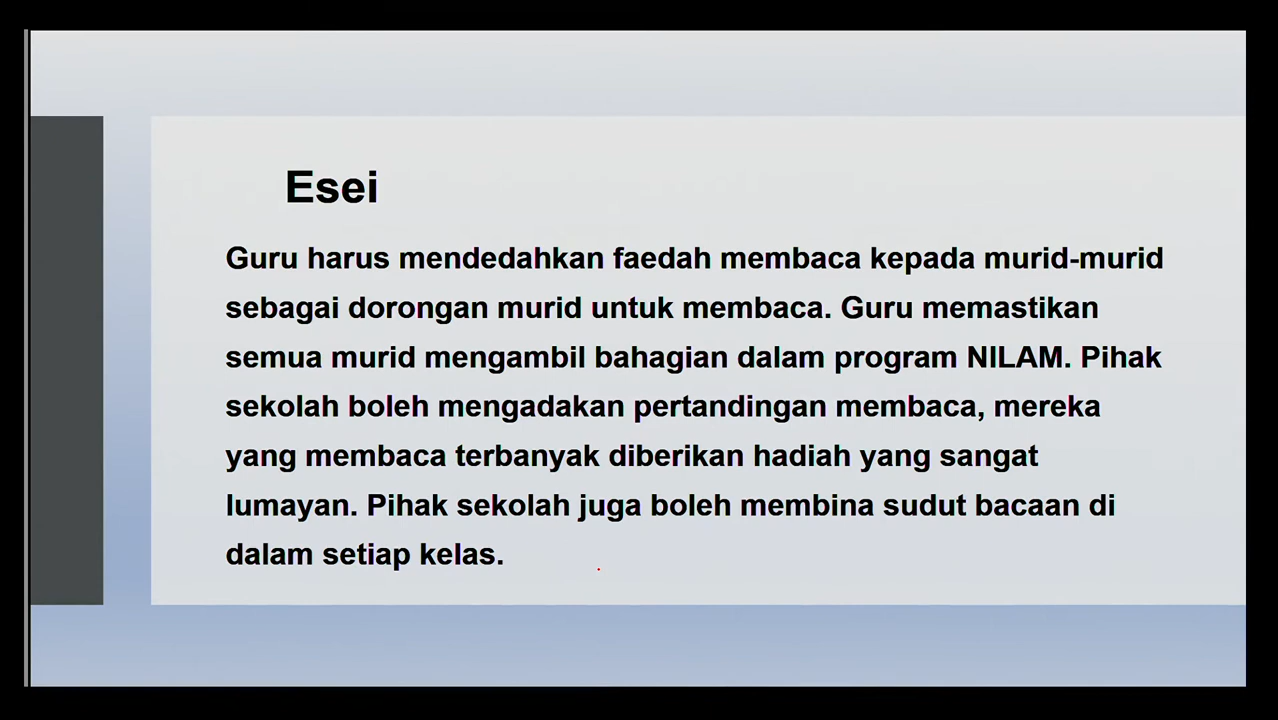 Esei
Guru harus mendedahkan faedah membaca kepada murid-murid
sebagai dorongan murid untuk membaca. Guru memastikan
semua murid mengambil bahagian dalam program NILAM. Pihak
sekolah boleh mengadakan pertandingan membaca, mereka
yang membaca terbanyak diberikan hadiah yang sangat
lumayan. Pihak sekolah juga boleh membina sudut bacaan di
dalam setiap kelas.